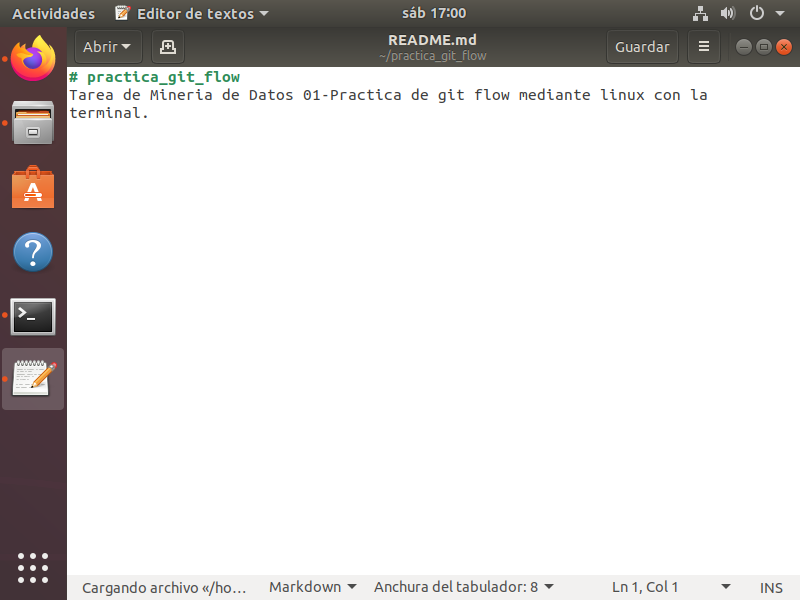 Actividades Editor de textos sáb 17:00
Abrir README.md Guardar
~/practica_git_flow
# practica_git_flow
Tarea de Mineria de Datos 01-Practica de git flow mediante linux con la
terminal.
Cargando archivo «/ho… Markdown Anchura del tabulador: 8 Ln 1, Col 1 INS